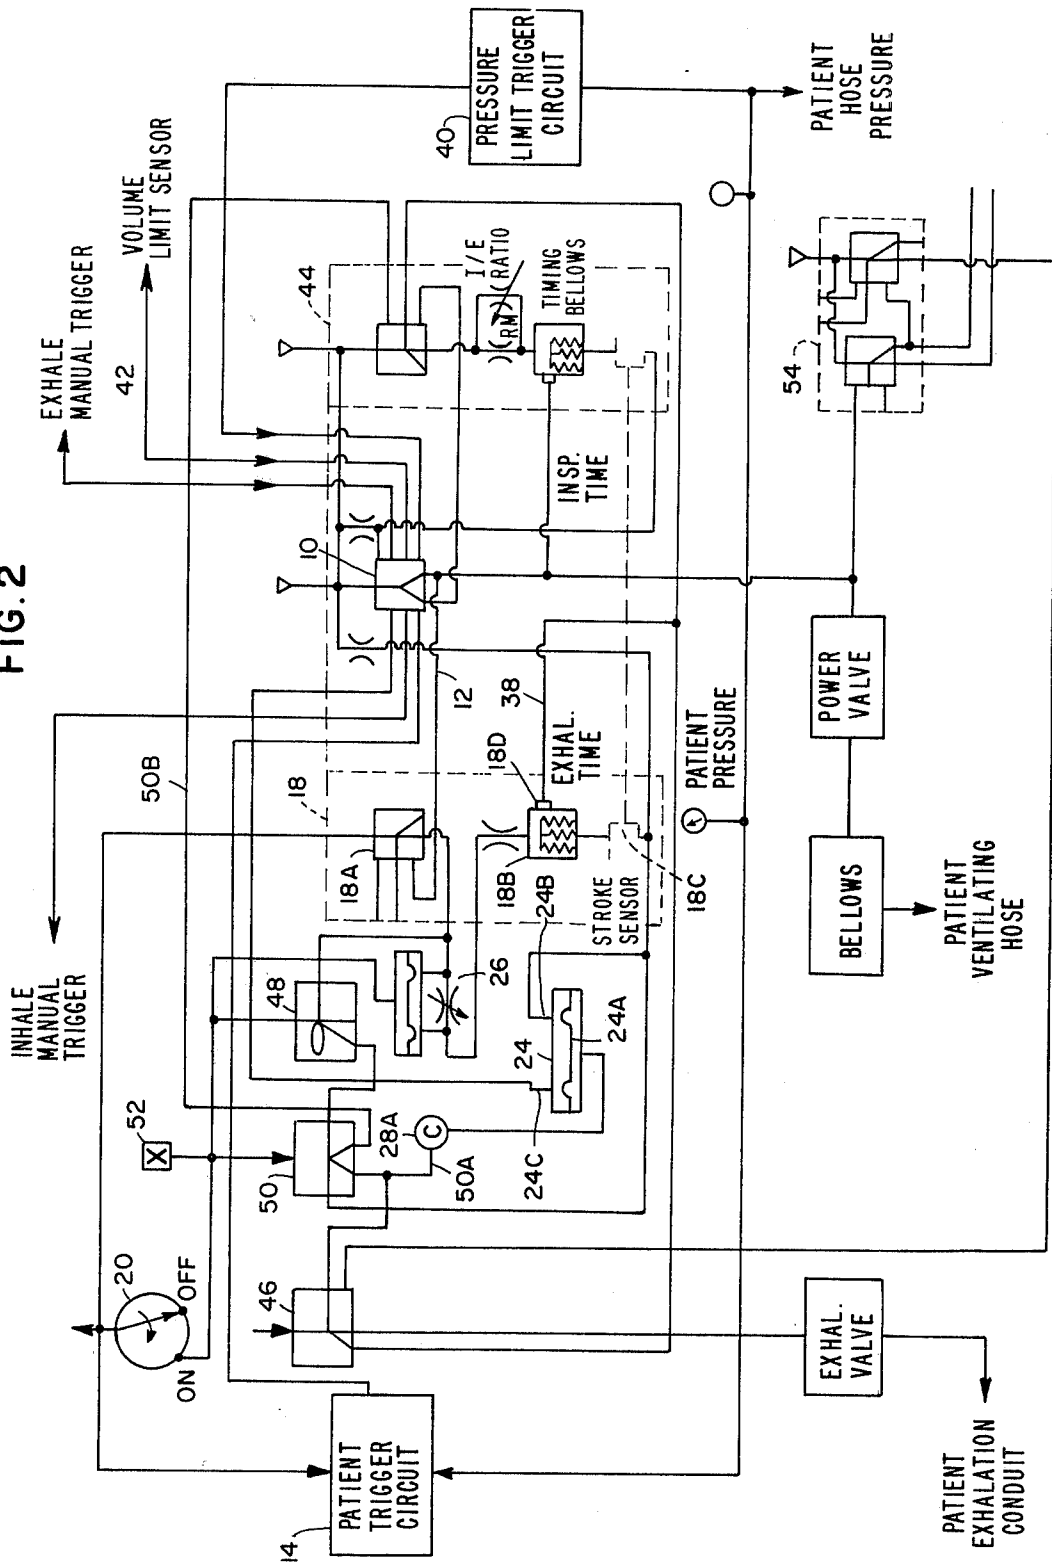 FIG. 2
INHALE
MANUAL
TRIGGER
EXHALE
MANUAL TRIGGER
42
VOLUME
LIMIT SENSOR
20
OFF
ON
52
X
50B
18
44
40
PRESSURE
LIMIT TRIGGER
CIRCUIT
14
PATIENT
TRIGGER
CIRCUIT
46
50
48
28A
C
50A
18A
10
12
26
I/E
RATIO
RM
TIMING
BELLOWS
24
24A
24B
24C
18B
18D
18C
STROKE
SENSOR
EXHAL.
TIME
38
INSP.
TIME
PATIENT
PRESSURE
PATIENT
HOSE
PRESSURE
54
EXHAL.
VALVE
BELLOWS
POWER
VALVE
PATIENT
EXHALATION
CONDUIT
PATIENT
VENTILATING
HOSE